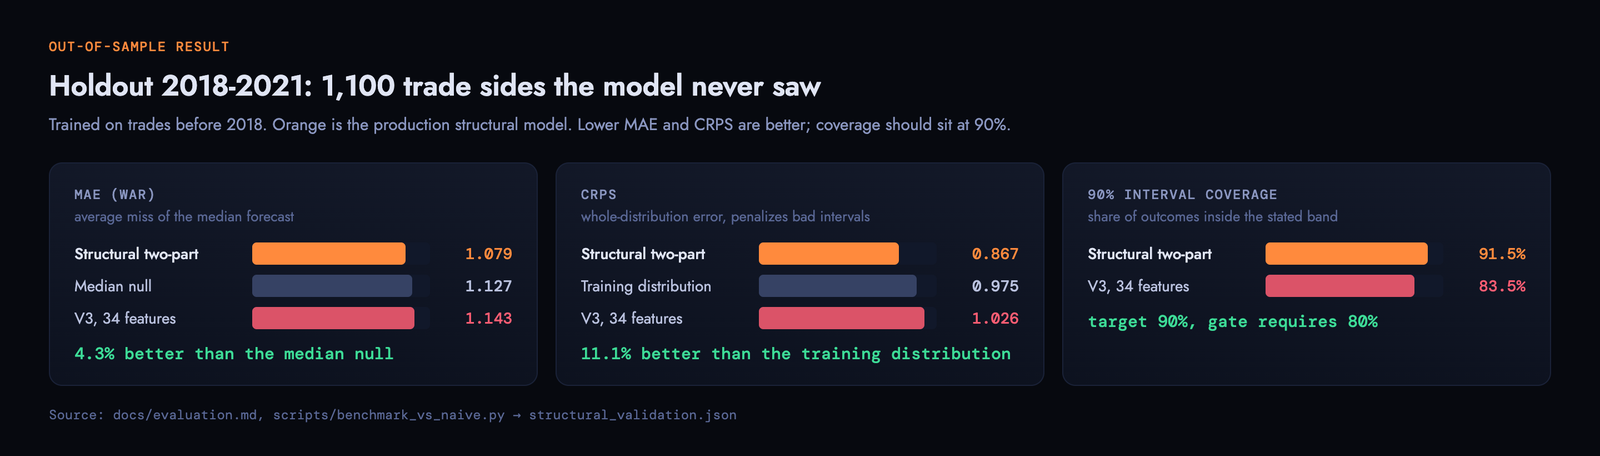 OUT-OF-SAMPLE RESULT
Holdout 2018-2021: 1,100 trade sides the model never saw
Trained on trades before 2018. Orange is the production structural model. Lower MAE and CRPS are better; coverage should sit at 90%.
MAE (WAR)
average miss of the median forecast
Structural two-part 1.079
Median null 1.127
V3, 34 features 1.143
4.3% better than the median null
CRPS
whole-distribution error, penalizes bad intervals
Structural two-part 0.867
Training distribution 0.975
V3, 34 features 1.026
11.1% better than the training distribution
90% INTERVAL COVERAGE
share of outcomes inside the stated band
Structural two-part 91.5%
V3, 34 features 83.5%
target 90%, gate requires 80%
Source: docs/evaluation.md, scripts/benchmark_vs_naive.py → structural_validation.json